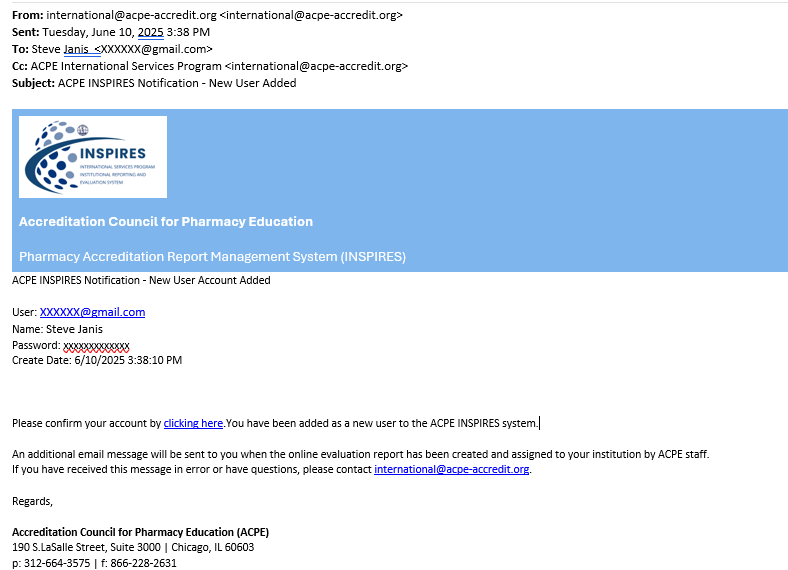 From: international@acpe-accredit.org <international@acpe-accredit.org>
Sent: Tuesday, June 10, 2025 3:38 PM
To: Steve Janis <XXXXXX@gmail.com>
Cc: ACPE International Services Program <international@acpe-accredit.org>
Subject: ACPE INSPIRES Notification - New User Added
INSPIRES
INTERNATIONAL SERVICES PROGRAM
INSTITUTIONAL REPORTING AND
EVALUATION SYSTEM
Accreditation Council for Pharmacy Education
Pharmacy Accreditation Report Management System (INSPIRES)
ACPE INSPIRES Notification - New User Account Added
User: XXXXXX@gmail.com
Name: Steve Janis
Password: xxxxxxxxxxxxx
Create Date: 6/10/2025 3:38:10 PM
Please confirm your account by clicking here.You have been added as a new user to the ACPE INSPIRES system.
An additional email message will be sent to you when the online evaluation report has been created and assigned to your institution by ACPE staff.
If you have received this message in error or have questions, please contact international@acpe-accredit.org.
Regards,
Accreditation Council for Pharmacy Education (ACPE)
190 S.LaSalle Street, Suite 3000 | Chicago, IL 60603
p: 312-664-3575 | f: 866-228-2631